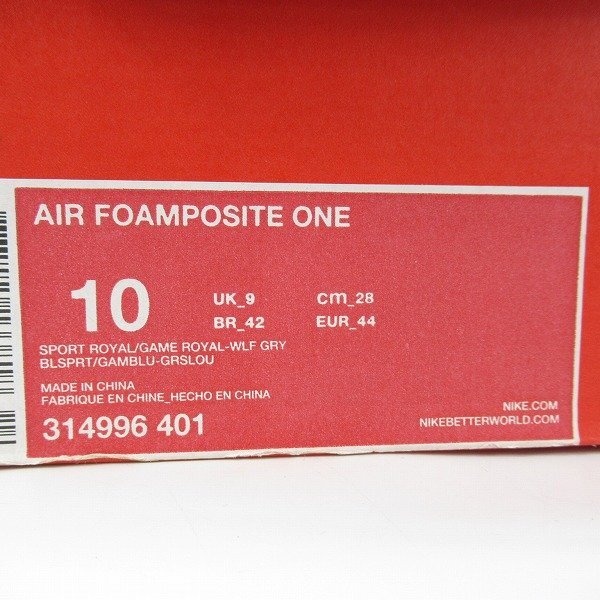 AIR FOAMPOSITE ONE
10
UK_9 cm_28
BR_42 EUR_44
SPORT ROYAL/GAME ROYAL-WLF GRY
BLSPRT/GAMBLU-GRSLOU
MADE IN CHINA
FABRIQUE EN CHINE_HECHO EN CHINA
314996 401
NIKE.COM
NIKEBETTERWORLD.COM